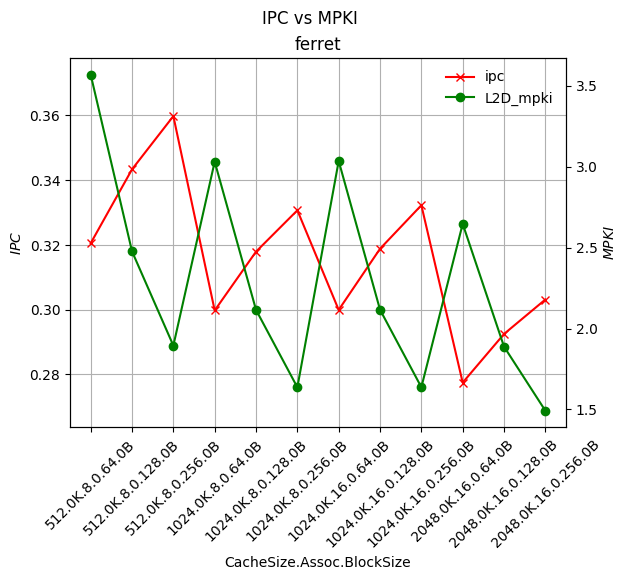 IPC vs MPKI
ferret
ipc
L2D_mpki
0.36
0.34
0.32
0.30
0.28
IPC
3.5
3.0
2.5
2.0
1.5
MPKI
512.0K.8.0.64.0B
512.0K.8.0.128.0B
512.0K.8.0.256.0B
1024.0K.8.0.64.0B
1024.0K.8.0.128.0B
1024.0K.8.0.256.0B
1024.0K.16.0.64.0B
1024.0K.16.0.128.0B
1024.0K.16.0.256.0B
2048.0K.16.0.64.0B
2048.0K.16.0.128.0B
2048.0K.16.0.256.0B
CacheSize.Assoc.BlockSize